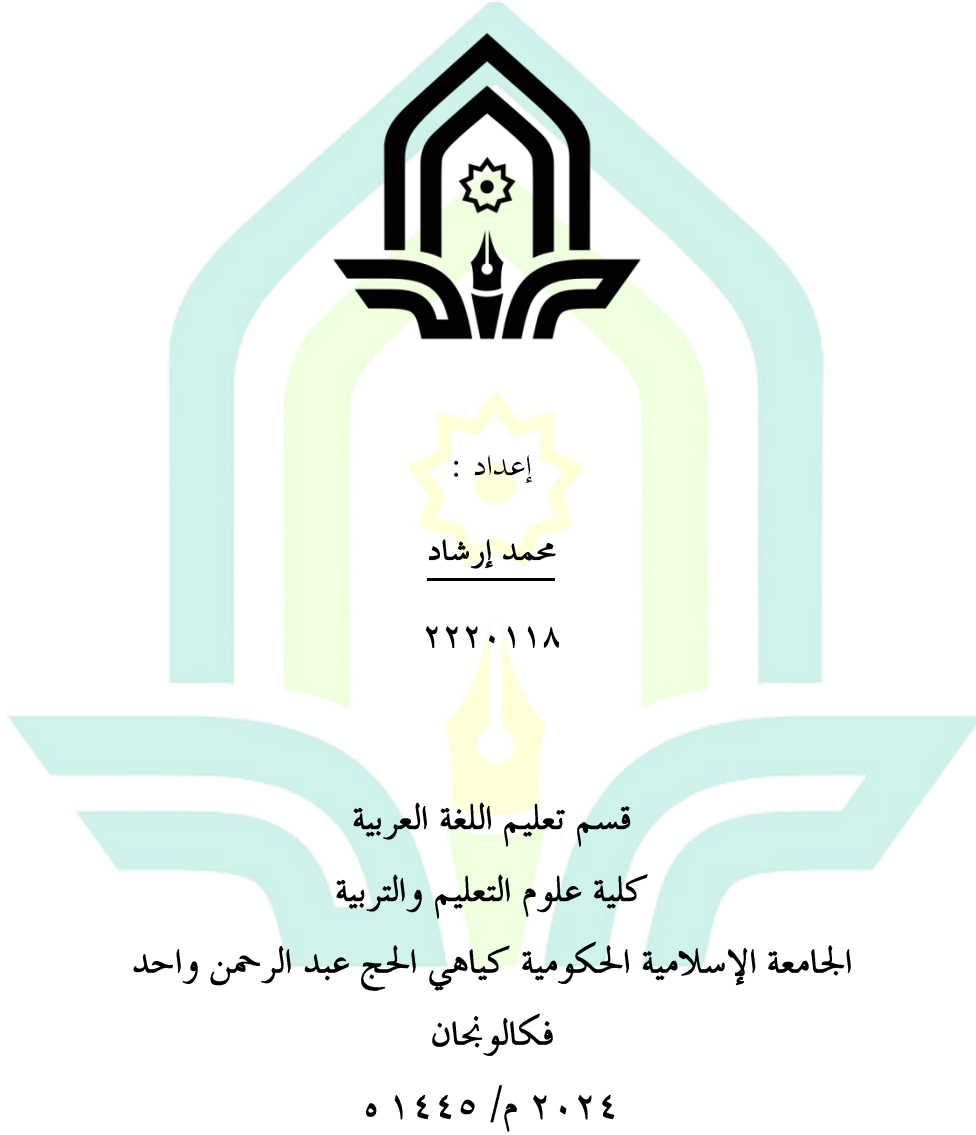 إعداد :
محمد إرشاد
٢٢٢٠١١٨
قسم تعليم اللغة العربية
كلية علوم التعليم والتربية
الجامعة الإسلامية الحكومية كياهي الحج عبد الرحمن واحد
فكالونجان
٢٠٢٤ م/ ١٤٤٥ ه